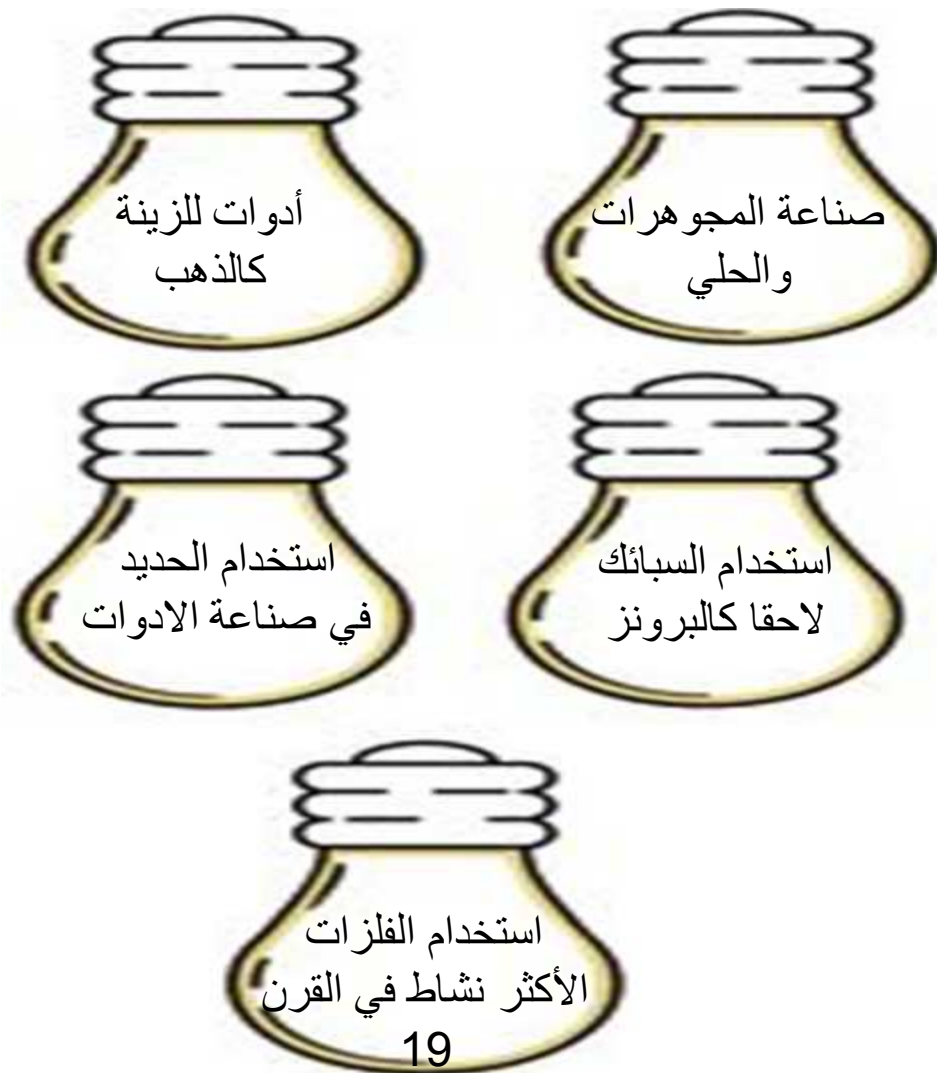 صناعة المجوهرات
والحلي
أدوات للزينة
كالذهب
استخدام السبائك
لاحقا كالبرونز
استخدام الحديد
في صناعة الادوات
استخدام الفلزات
الأكثر نشاط في القرن
19